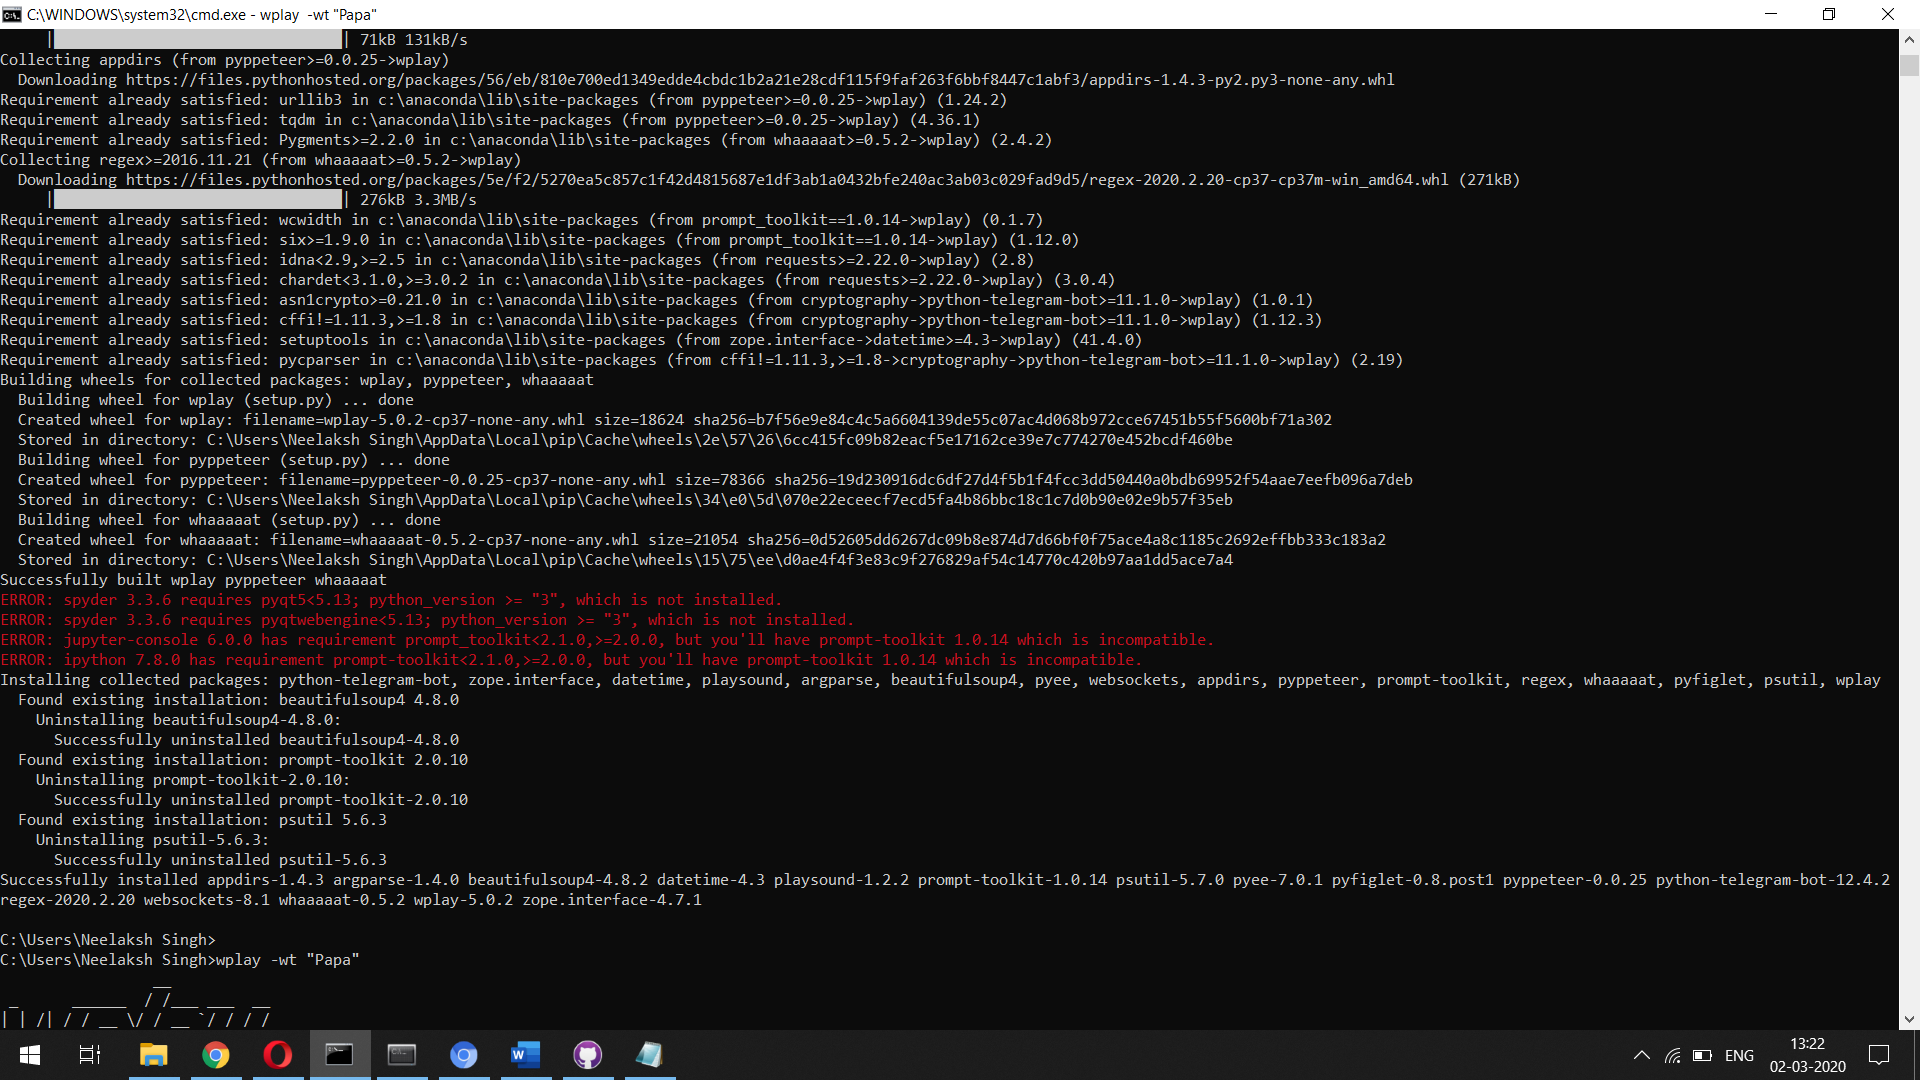 C:\WINDOWS\system32\cmd.exe - wplay  -wt "Papa"
| 71kB 131kB/s
Collecting appdirs (from pyppeteer>=0.0.25->wplay)
Downloading https://files.pythonhosted.org/packages/56/eb/810e700ed1349edde4cbdc1b2a21e28cdf115f9faf263f6bbf8447c1abf3/appdirs-1.4.3-py2.py3-none-any.whl
Requirement already satisfied: urllib3 in c:\anaconda\lib\site-packages (from pyppeteer>=0.0.25->wplay) (1.24.2)
Requirement already satisfied: tqdm in c:\anaconda\lib\site-packages (from pyppeteer>=0.0.25->wplay) (4.36.1)
Requirement already satisfied: Pygments>=2.2.0 in c:\anaconda\lib\site-packages (from whaaaaat>=0.5.2->wplay) (2.4.2)
Collecting regex>=2016.11.21 (from whaaaaat>=0.5.2->wplay)
Downloading https://files.pythonhosted.org/packages/5e/f2/5270ea5c857c1f42d4815687e1df3ab1a0432bfe240ac3ab03c029fad9d5/regex-2020.2.20-cp37-cp37m-win_amd64.whl (271kB)
| 276kB 3.3MB/s
Requirement already satisfied: wcwidth in c:\anaconda\lib\site-packages (from prompt_toolkit==1.0.14->wplay) (0.1.7)
Requirement already satisfied: six>=1.9.0 in c:\anaconda\lib\site-packages (from prompt_toolkit==1.0.14->wplay) (1.12.0)
Requirement already satisfied: idna<2.9,>=2.5 in c:\anaconda\lib\site-packages (from requests>=2.22.0->wplay) (2.8)
Requirement already satisfied: chardet<3.1.0,>=3.0.2 in c:\anaconda\lib\site-packages (from requests>=2.22.0->wplay) (3.0.4)
Requirement already satisfied: asn1crypto>=0.21.0 in c:\anaconda\lib\site-packages (from cryptography->python-telegram-bot>=11.1.0->wplay) (1.0.1)
Requirement already satisfied: cffi!=1.11.3,>=1.8 in c:\anaconda\lib\site-packages (from cryptography->python-telegram-bot>=11.1.0->wplay) (1.12.3)
Requirement already satisfied: setuptools in c:\anaconda\lib\site-packages (from zope.interface->datetime>=4.3->wplay) (41.4.0)
Requirement already satisfied: pycparser in c:\anaconda\lib\site-packages (from cffi!=1.11.3,>=1.8->cryptography->python-telegram-bot>=11.1.0->wplay) (2.19)
Building wheels for collected packages: wplay, pyppeteer, whaaaaat
Building wheel for wplay (setup.py) ... done
Created wheel for wplay: filename=wplay-5.0.2-cp37-none-any.whl size=18624 sha256=b7f56e9e84c4c5a6604139de55c07ac4d068b972cce67451b55f5600bf71a302
Stored in directory: C:\Users\Neelaksh Singh\AppData\Local\pip\Cache\wheels\2e\57\26\6cc415fc09b82eacf5e17162ce39e7c774270e452bcdf460be
Building wheel for pyppeteer (setup.py) ... done
Created wheel for pyppeteer: filename=pyppeteer-0.0.25-cp37-none-any.whl size=78366 sha256=19d230916dc6df27d4f5b1f4fcc3dd50440a0bdb69952f54aae7eefb096a7deb
Stored in directory: C:\Users\Neelaksh Singh\AppData\Local\pip\Cache\wheels\34\e0\5d\070e22eceecf7ecd5fa4b86bbc18c1c7d0b90e02e9b57f35eb
Building wheel for whaaaaat (setup.py) ... done
Created wheel for whaaaaat: filename=whaaaaat-0.5.2-cp37-none-any.whl size=21054 sha256=0d52605dd6267dc09b8e874d7d66bf0f75ace4a8c1185c2692effbb333c183a2
Stored in directory: C:\Users\Neelaksh Singh\AppData\Local\pip\Cache\wheels\15\75\ee\d0ae4f4f3e83c9f276829af54c14770c420b97aa1dd5ace7a4
Successfully built wplay pyppeteer whaaaaat
ERROR: spyder 3.3.6 requires pyqt5<5.13; python_version >= "3", which is not installed.
ERROR: spyder 3.3.6 requires pyqtwebengine<5.13; python_version >= "3", which is not installed.
ERROR: jupyter-console 6.0.0 has requirement prompt_toolkit<2.1.0,>=2.0.0, but you'll have prompt-toolkit 1.0.14 which is incompatible.
ERROR: ipython 7.8.0 has requirement prompt-toolkit<2.1.0,>=2.0.0, but you'll have prompt-toolkit 1.0.14 which is incompatible.
Installing collected packages: python-telegram-bot, zope.interface, datetime, playsound, argparse, beautifulsoup4, pyee, websockets, appdirs, pyppeteer, prompt-toolkit, regex, whaaaaat, pyfiglet, psutil, wplay
Found existing installation: beautifulsoup4 4.8.0
Uninstalling beautifulsoup4-4.8.0:
Successfully uninstalled beautifulsoup4-4.8.0
Found existing installation: prompt-toolkit 2.0.10
Uninstalling prompt-toolkit-2.0.10:
Successfully uninstalled prompt-toolkit-2.0.10
Found existing installation: psutil 5.6.3
Uninstalling psutil-5.6.3:
Successfully uninstalled psutil-5.6.3
Successfully installed appdirs-1.4.3 argparse-1.4.0 beautifulsoup4-4.8.2 datetime-4.3 playsound-1.2.2 prompt-toolkit-1.0.14 psutil-5.7.0 pyee-7.0.1 pyfiglet-0.8.post1 pyppeteer-0.0.25 python-telegram-bot-12.4.2
regex-2020.2.20 websockets-8.1 whaaaaat-0.5.2 wplay-5.0.2 zope.interface-4.7.1
C:\Users\Neelaksh Singh>
C:\Users\Neelaksh Singh>wplay -wt "Papa"
ENG
13:22
02-03-2020